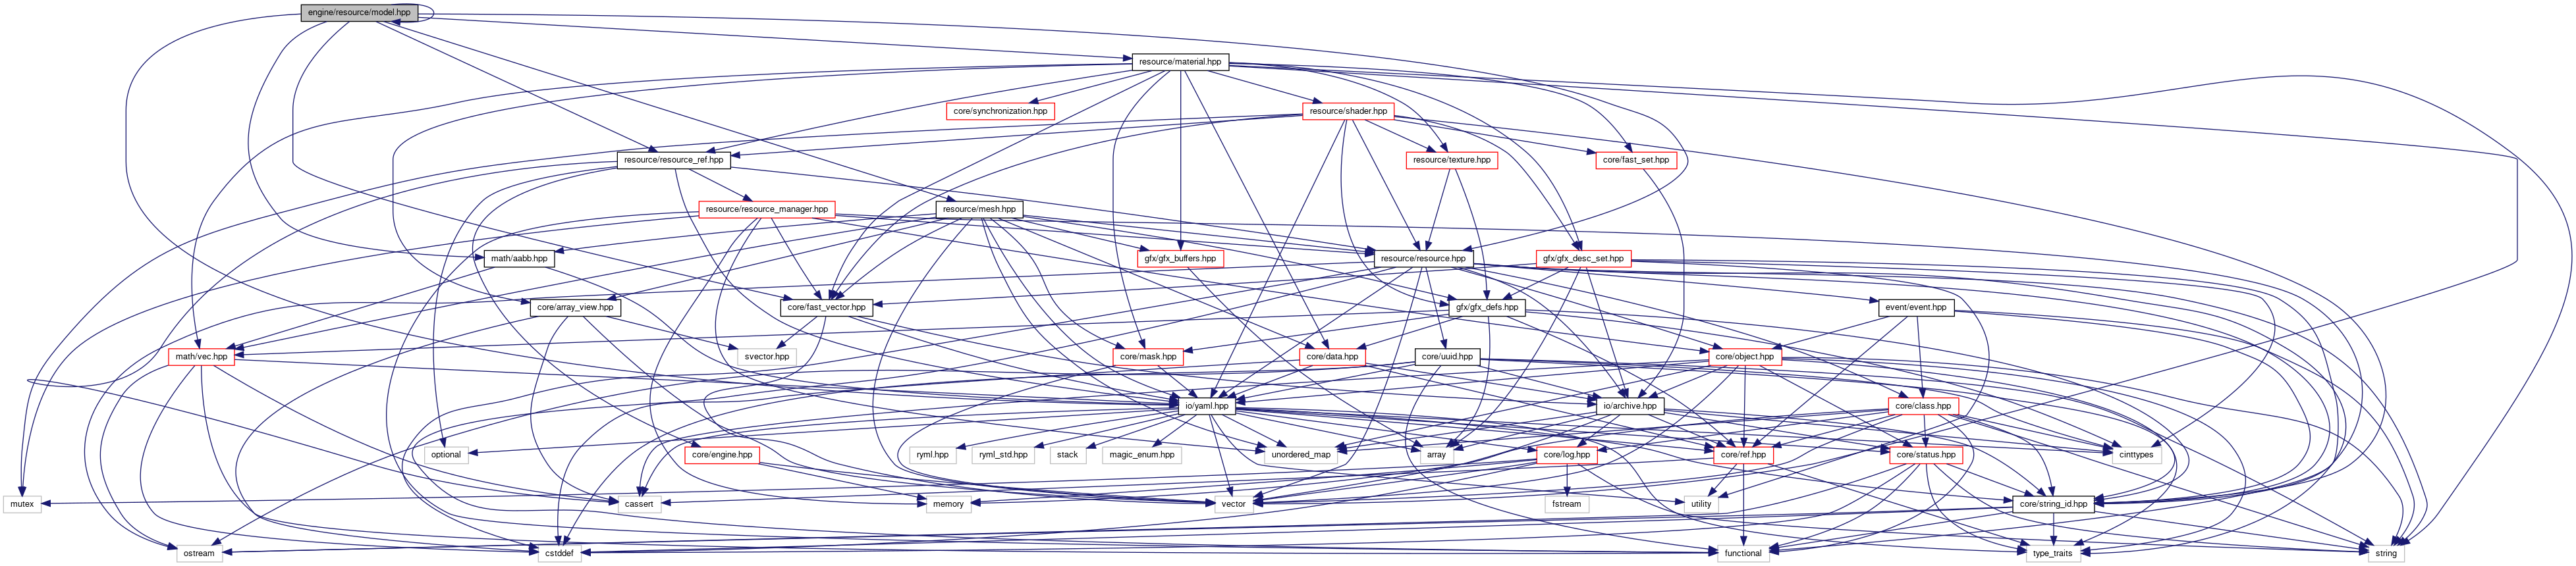 engine/resource/model.hpp
resource/material.hpp
core/synchronization.hpp
resource/shader.hpp
resource/resource_ref.hpp
resource/texture.hpp
core/fast_set.hpp
resource/resource_manager.hpp
resource/mesh.hpp
math/aabb.hpp
gfx/gfx_buffers.hpp
resource/resource.hpp
gfx/gfx_desc_set.hpp
core/array_view.hpp
core/fast_vector.hpp
gfx/gfx_defs.hpp
event/event.hpp
math/vec.hpp
svector.hpp
core/mask.hpp
core/data.hpp
core/uuid.hpp
core/object.hpp
io/yaml.hpp
io/archive.hpp
core/class.hpp
optional
core/engine.hpp
ryml.hpp
ryml_std.hpp
stack
magic_enum.hpp
unordered_map
array
core/log.hpp
core/ref.hpp
core/status.hpp
cinttypes
mutex
cassert
memory
vector
fstream
utility
core/string_id.hpp
ostream
cstddef
functional
type_traits
string